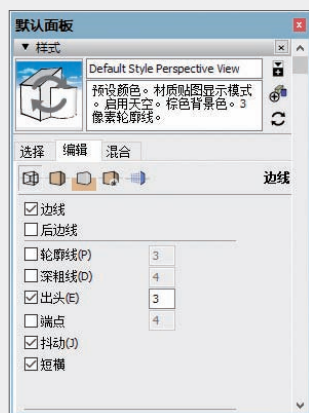 默认面板
▼ 样式
Default Style Perspective View
预设颜色。材质贴图显示模式
。启用天空。棕色背景色。3
像素轮廓线。
选择 编辑 混合
边线
边线
后边线
轮廓线(P) 3
深粗线(D) 4
出头(E) 3
端点 4
抖动(J)
短横